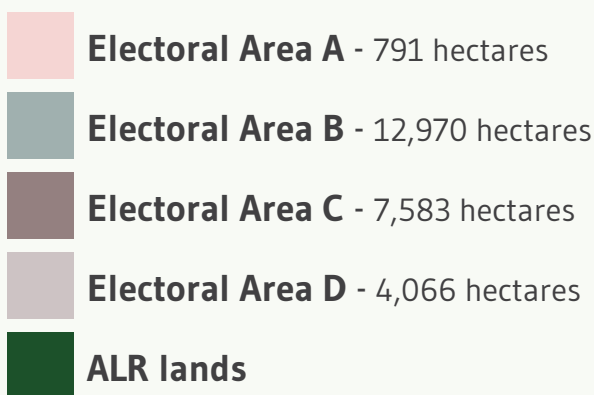 Electoral Area A - 791 hectares
Electoral Area B - 12,970 hectares
Electoral Area C - 7,583 hectares
Electoral Area D - 4,066 hectares
ALR lands